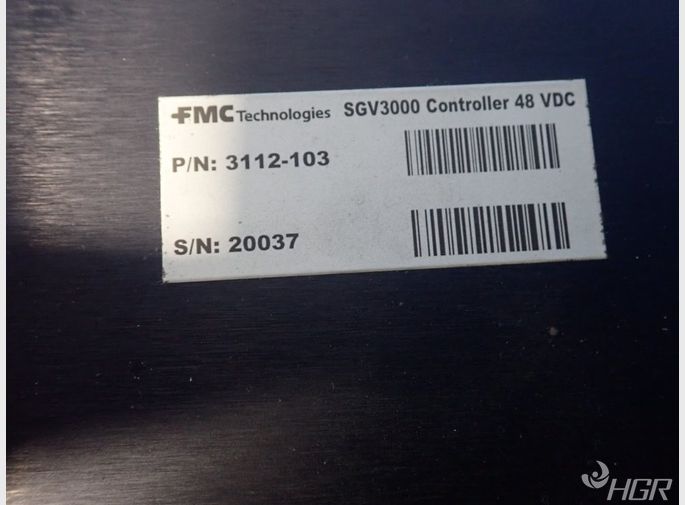 FMC Technologies SGV3000 Controller 48 VDC
P/N: 3112-103
S/N: 20037
HGR